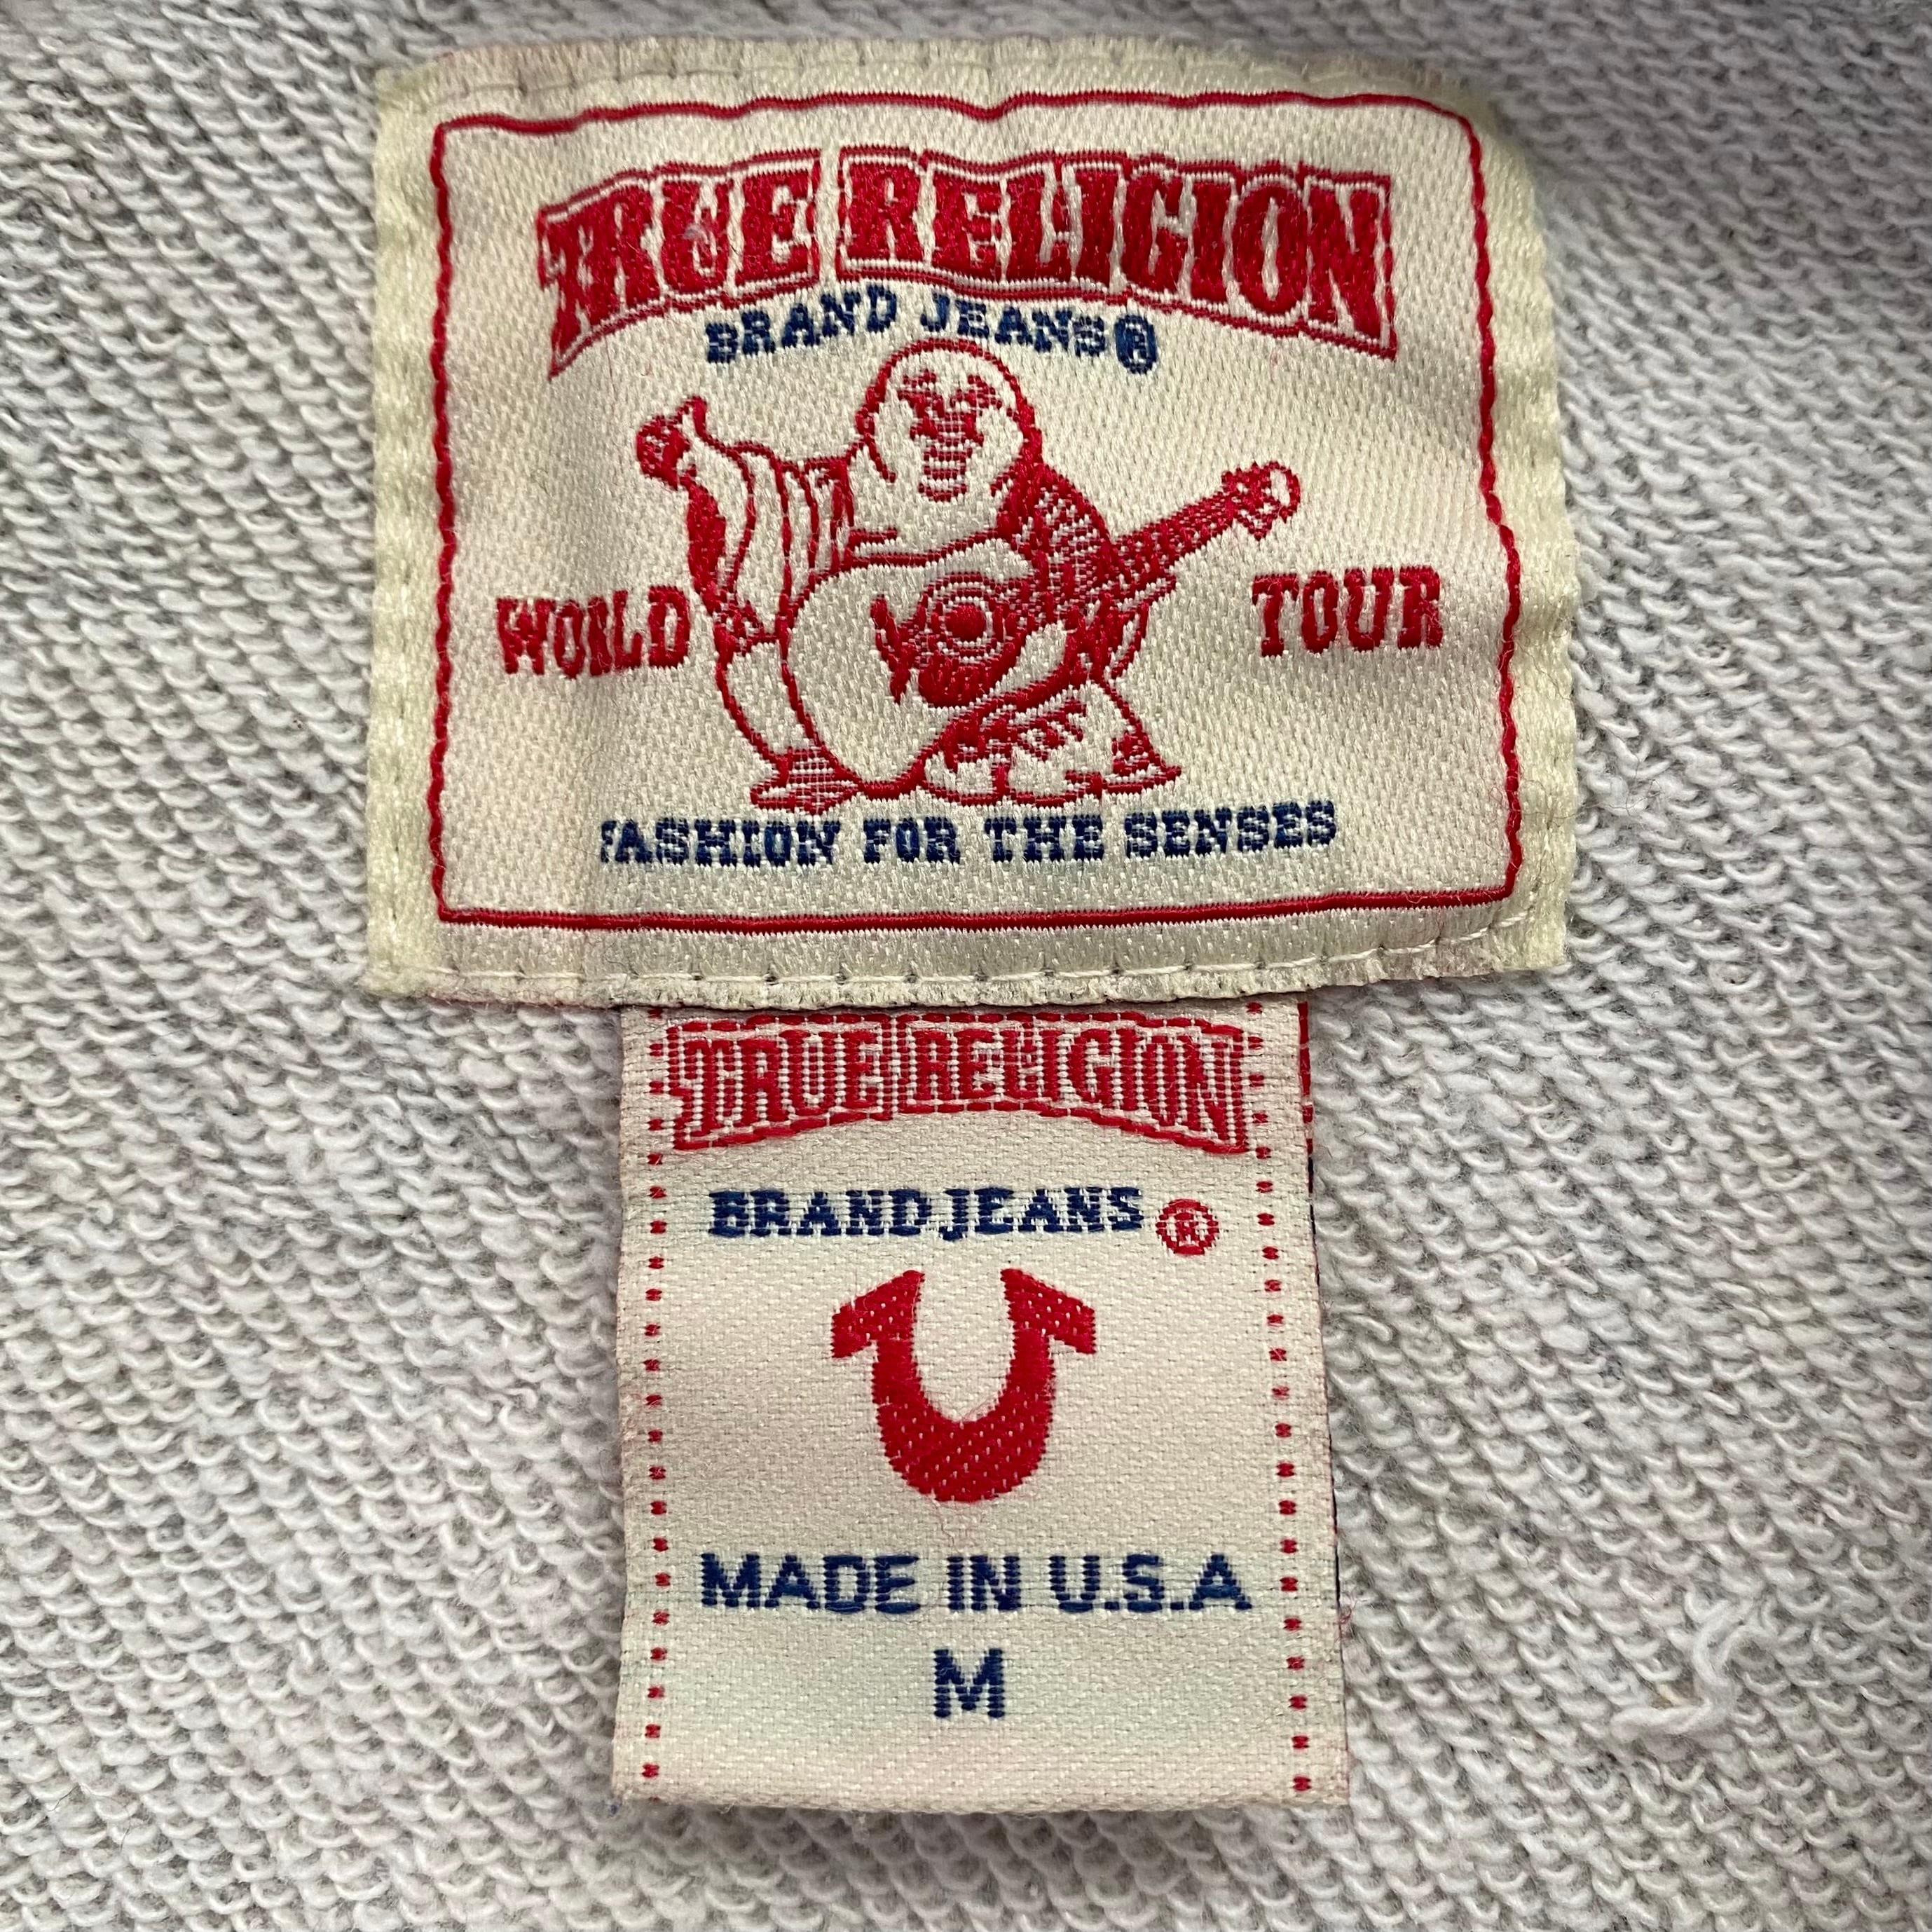 TRUE RELIGION
BRAND JEANS®
WORLD TOUR
FASHION FOR THE SENSES
TRUE RELIGION
BRAND JEANS ®
MADE IN U.S.A
M